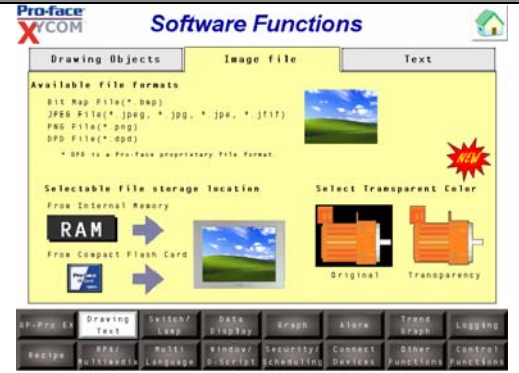 Pro-face
XYCOM
Software Functions
Drawing Objects
Image file
Text
Available file formats
Bit Map File(*.bmp)
JPEG File(*.jpeg, *.jpg, *.jpe, *.jfif)
PNG File(*.png)
DPD File(*.dpd)
* DPD is a Pro-face proprietary file format.
NEW
Selectable file storage location
Select Transparent Color
From Internal Memory
RAM
From Compact Flash Card
Original
Transparency
GP-Pro EX
Drawing Text
Switch/ Lamp
Data Display
Graph
Alarm
Trend Graph
Logging
Recipe
RPA/ Multimedia
Multi Language
Window/ D-Script
Security/ Scheduling
Connect Devices
Other Functions
Control Functions